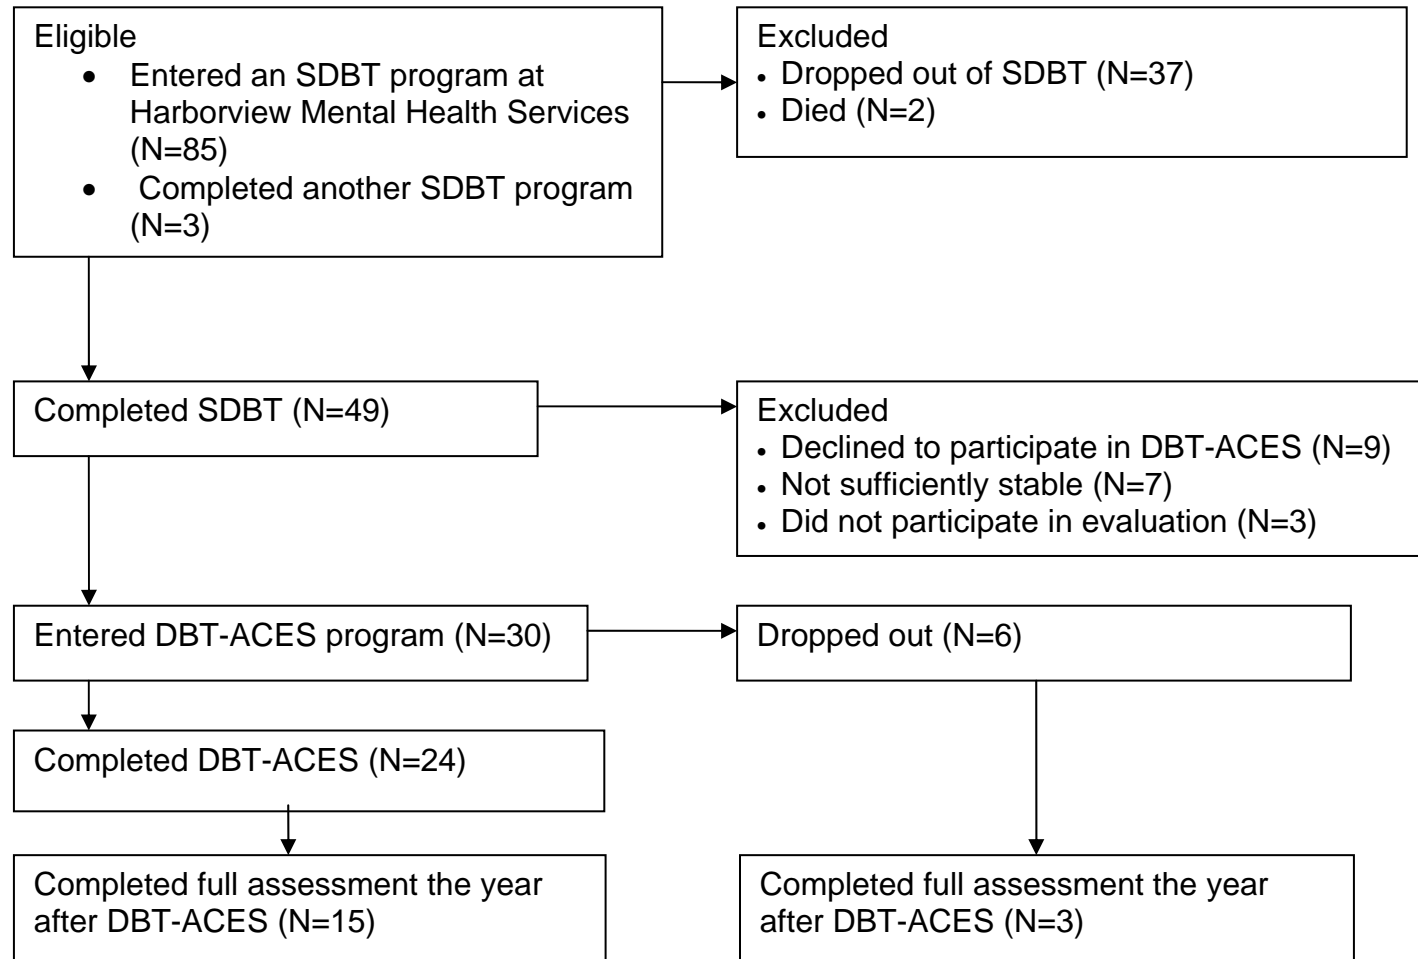 Eligible
• Entered an SDBT program at
Harborview Mental Health Services
(N=85)
• Completed another SDBT program
(N=3)
Excluded
• Dropped out of SDBT (N=37)
• Died (N=2)
Completed SDBT (N=49)
Excluded
• Declined to participate in DBT-ACES (N=9)
• Not sufficiently stable (N=7)
• Did not participate in evaluation (N=3)
Entered DBT-ACES program (N=30)
Dropped out (N=6)
Completed DBT-ACES (N=24)
Completed full assessment the year
after DBT-ACES (N=15)
Completed full assessment the year
after DBT-ACES (N=3)